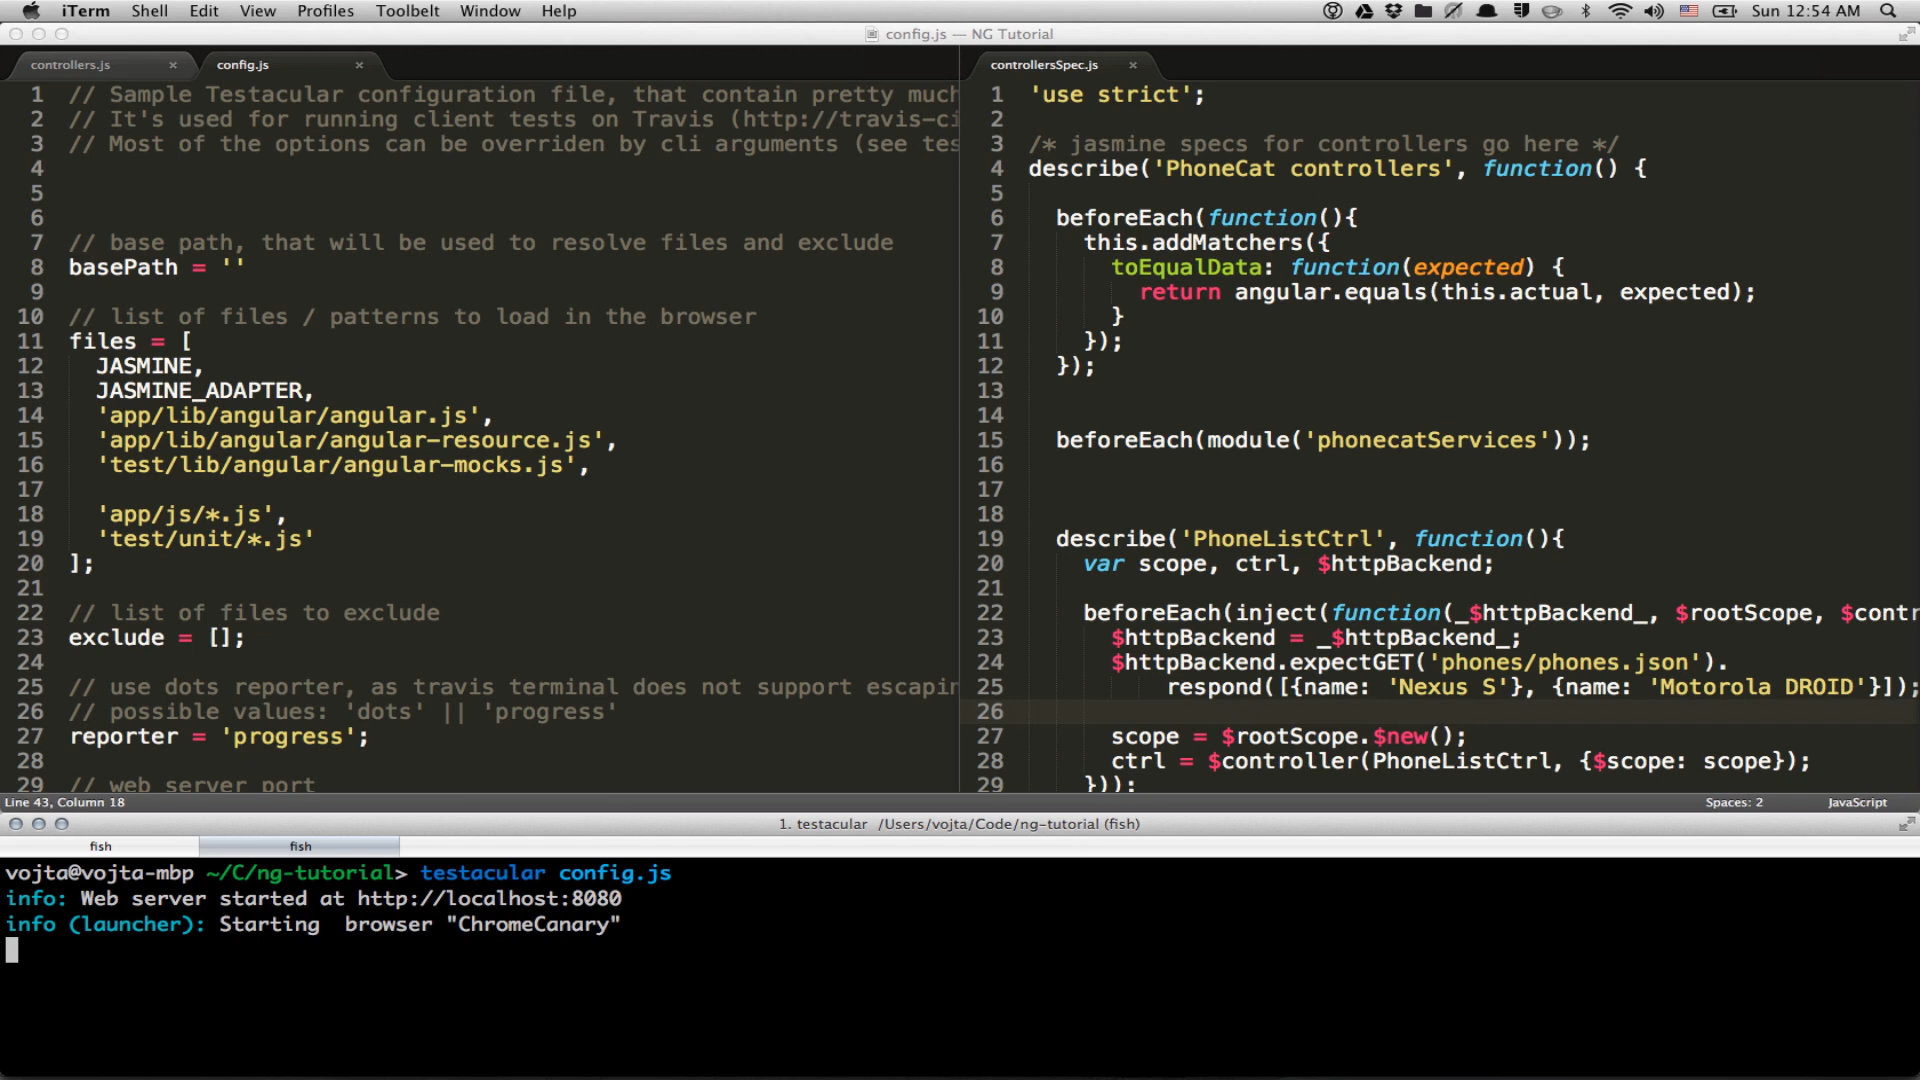 iTerm Shell Edit View Profiles Toolbelt Window Help Sun 12:54 AM
config.js — NG Tutorial
controllers.js × config.js ×
1 // Sample Testacular configuration file, that contain pretty much
2 // It's used for running client tests on Travis (http://travis-ci
3 // Most of the options can be overriden by cli arguments (see tes
4
5
6
7 // base path, that will be used to resolve files and exclude
8 basePath = ''
9
10 // list of files / patterns to load in the browser
11 files = [
12 JASMINE,
13 JASMINE_ADAPTER,
14 'app/lib/angular/angular.js',
15 'app/lib/angular/angular-resource.js',
16 'test/lib/angular/angular-mocks.js',
17
18 'app/js/*.js',
19 'test/unit/*.js'
20 ];
21
22 // list of files to exclude
23 exclude = [];
24
25 // use dots reporter, as travis terminal does not support escapin
26 // possible values: 'dots' || 'progress'
27 reporter = 'progress';
28
29 // web server port
controllersSpec.js ×
1 'use strict';
2
3 /* jasmine specs for controllers go here */
4 describe('PhoneCat controllers', function() {
5
6 beforeEach(function(){
7 this.addMatchers({
8 toEqualData: function(expected) {
9 return angular.equals(this.actual, expected);
10 }
11 });
12 });
13
14
15 beforeEach(module('phonecatServices'));
16
17
18
19 describe('PhoneListCtrl', function(){
20 var scope, ctrl, $httpBackend;
21
22 beforeEach(inject(function(_$httpBackend_, $rootScope, $contr
23 $httpBackend = _$httpBackend_;
24 $httpBackend.expectGET('phones/phones.json').
25 respond([{name: 'Nexus S'}, {name: 'Motorola DROID'}]);
26
27 scope = $rootScope.$new();
28 ctrl = $controller(PhoneListCtrl, {$scope: scope});
29 }));
Line 43, Column 18 Spaces: 2 JavaScript
1. testacular /Users/vojta/Code/ng-tutorial (fish)
fish fish
vojta@vojta-mbp ~/C/ng-tutorial> testacular config.js
info: Web server started at http://localhost:8080
info (launcher): Starting browser "ChromeCanary"